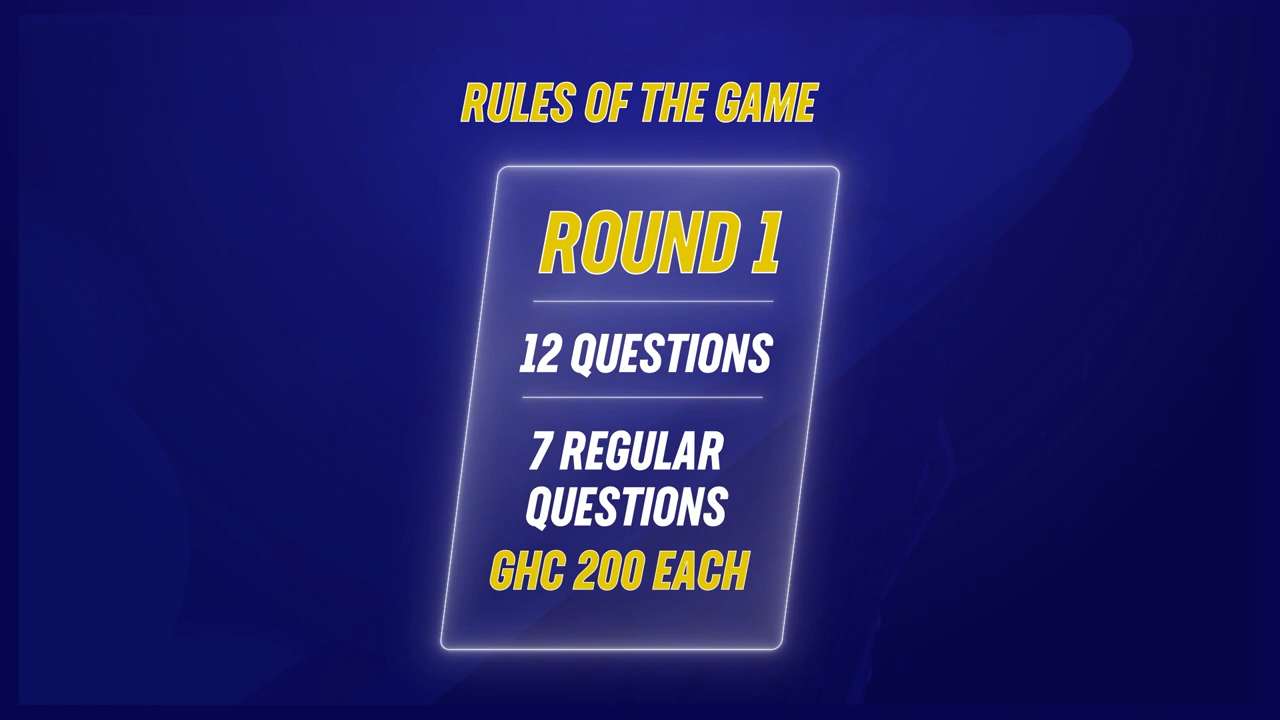 RULES OF THE GAME
ROUND 1
12 QUESTIONS
7 REGULAR
QUESTIONS
GHC 200 EACH